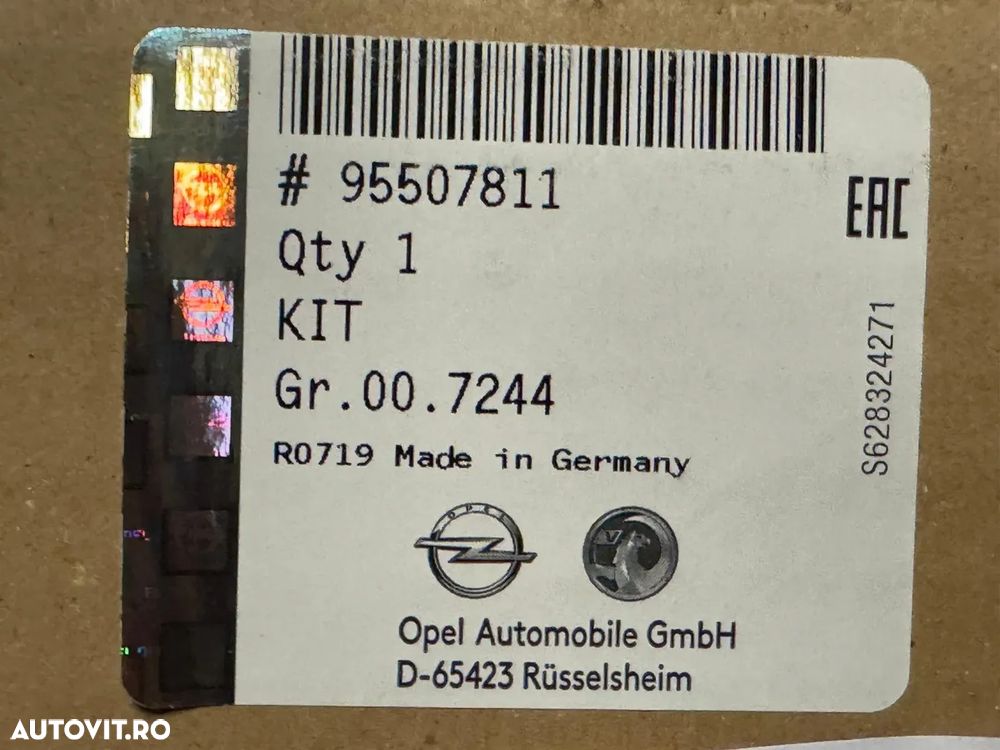 # 95507811
Qty 1
KIT
Gr.00.7244
R0719 Made in Germany
EAC
S628324271
OPEL
V
Opel Automobile GmbH
D-65423 Rüsselsheim
AUTOVIT.RO